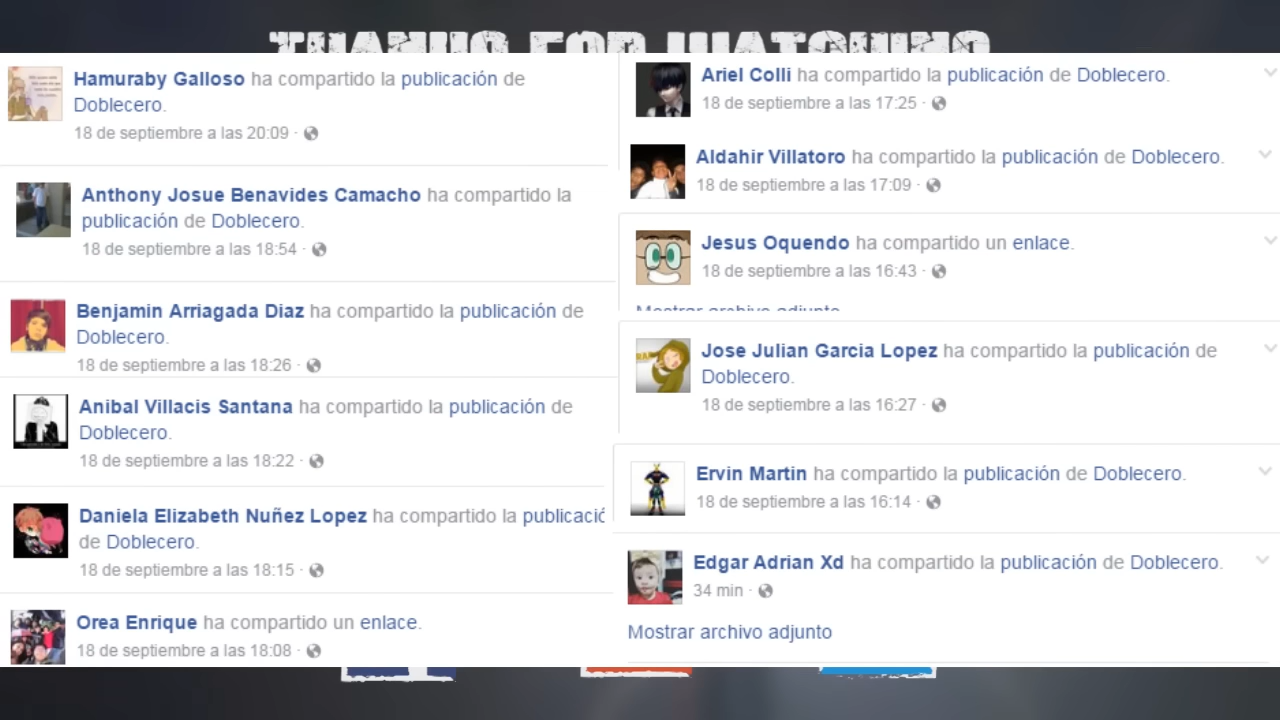 THANKS FOR WATCHING
Hamuraby Galloso ha compartido la publicación de
Doblecero.
18 de septiembre a las 20:09 ·
Anthony Josue Benavides Camacho ha compartido la
publicación de Doblecero.
18 de septiembre a las 18:54 ·
Benjamin Arriagada Diaz ha compartido la publicación de
Doblecero.
18 de septiembre a las 18:26 ·
Anibal Villacis Santana ha compartido la publicación de
Doblecero.
18 de septiembre a las 18:22 ·
Daniela Elizabeth Nuñez Lopez ha compartido la publicació
de Doblecero.
18 de septiembre a las 18:15 ·
Orea Enrique ha compartido un enlace.
18 de septiembre a las 18:08 ·
Ariel Colli ha compartido la publicación de Doblecero.
18 de septiembre a las 17:25 ·
Aldahir Villatoro ha compartido la publicación de Doblecero.
18 de septiembre a las 17:09 ·
Jesus Oquendo ha compartido un enlace.
18 de septiembre a las 16:43 ·
Mostrar archivo adjunto
Jose Julian Garcia Lopez ha compartido la publicación de
Doblecero.
18 de septiembre a las 16:27 ·
Ervin Martin ha compartido la publicación de Doblecero.
18 de septiembre a las 16:14 ·
Edgar Adrian Xd ha compartido la publicación de Doblecero.
34 min ·
Mostrar archivo adjunto